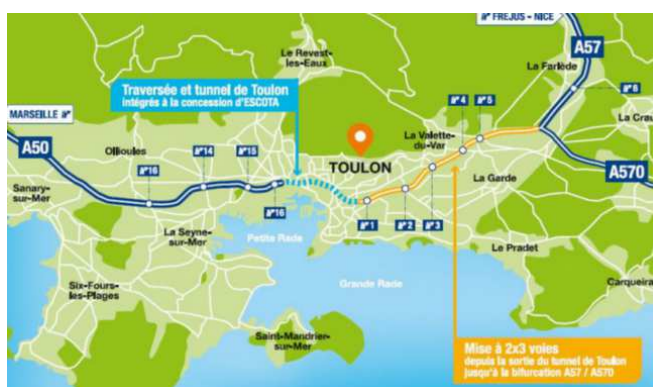 FRÉJUS - NICE
A57
Le Revest-
les-Eaux
La Farlède
Traversée et tunnel de Toulon
intégrés à la concession d'ESCOTA
n°4
n°5
n°6
MARSEILLE
La Valette-
du-Var
La Crau
A50
Ollioules
n°14
n°15
TOULON
n°16
La Garde
A570
Sanary-
sur-Mer
n°16
n°1
n°2
n°3
La Seyne-
sur-Mer
Petite Rade
Le Pradet
Six-Fours-
les-Plages
Grande Rade
Carqueira
Saint-Mandrier-
sur-Mer
Mise à 2x3 voies
depuis la sortie du tunnel de Toulon
jusqu'à la bifurcation A57 / A570